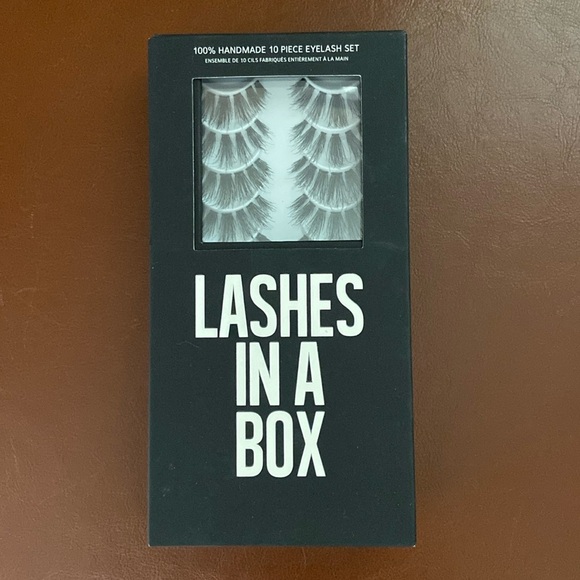 100% HANDMADE 10 PIECE EYELASH SET
ENSEMBLE DE 10 CILS FABRIQUÉS ENTIÈREMENT À LA MAIN
LASHES
IN A
BOX